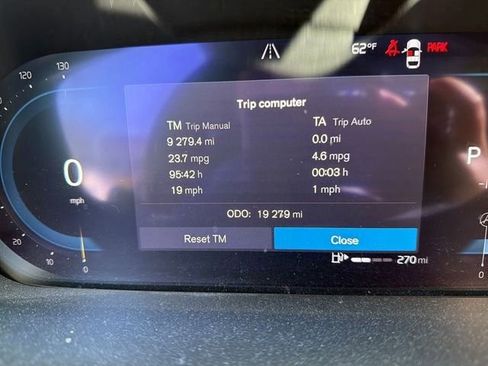 62°F PARK
120 130
Trip computer
TM Trip Manual TA Trip Auto
9 279.4 mi 0.0 mi
23.7 mpg 4.6 mpg
95:42 h 00:03 h
19 mph 1 mph
0
mph
P
ODO: 19 279 mi
Reset TM Close
20
10
0
270 mi
0